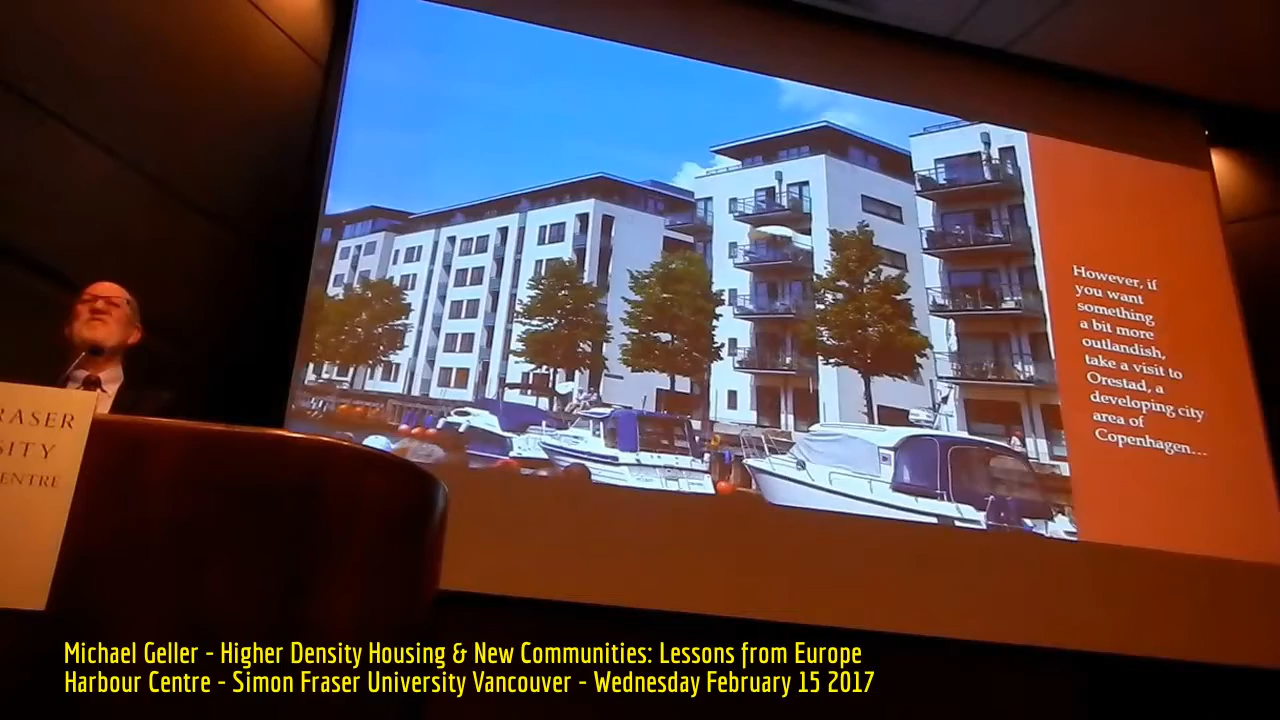 However, if
you want
something
a bit more
outlandish,
take a visit to
Orestad, a
developing city
area of
Copenhagen...
RASER
SITY
ENTRE
Michael Geller - Higher Density Housing & New Communities: Lessons from Europe
Harbour Centre - Simon Fraser University Vancouver - Wednesday February 15 2017